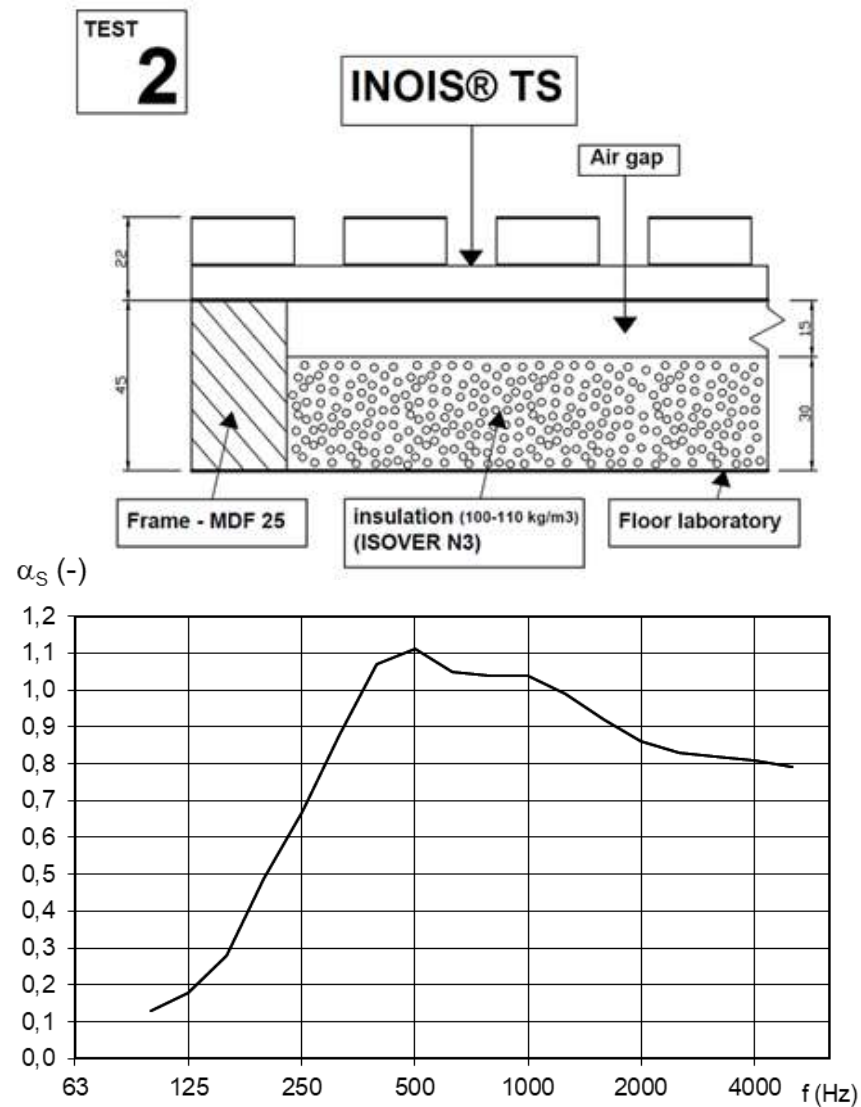 TEST
2
INOIS® TS
Air gap
22
45
15
30
Frame - MDF 25
insulation (100-110 kg/m3)
(ISOVER N3)
Floor laboratory
αS (-)
1,2
1,1
1,0
0,9
0,8
0,7
0,6
0,5
0,4
0,3
0,2
0,1
0,0
63 125 250 500 1000 2000 4000 f (Hz)